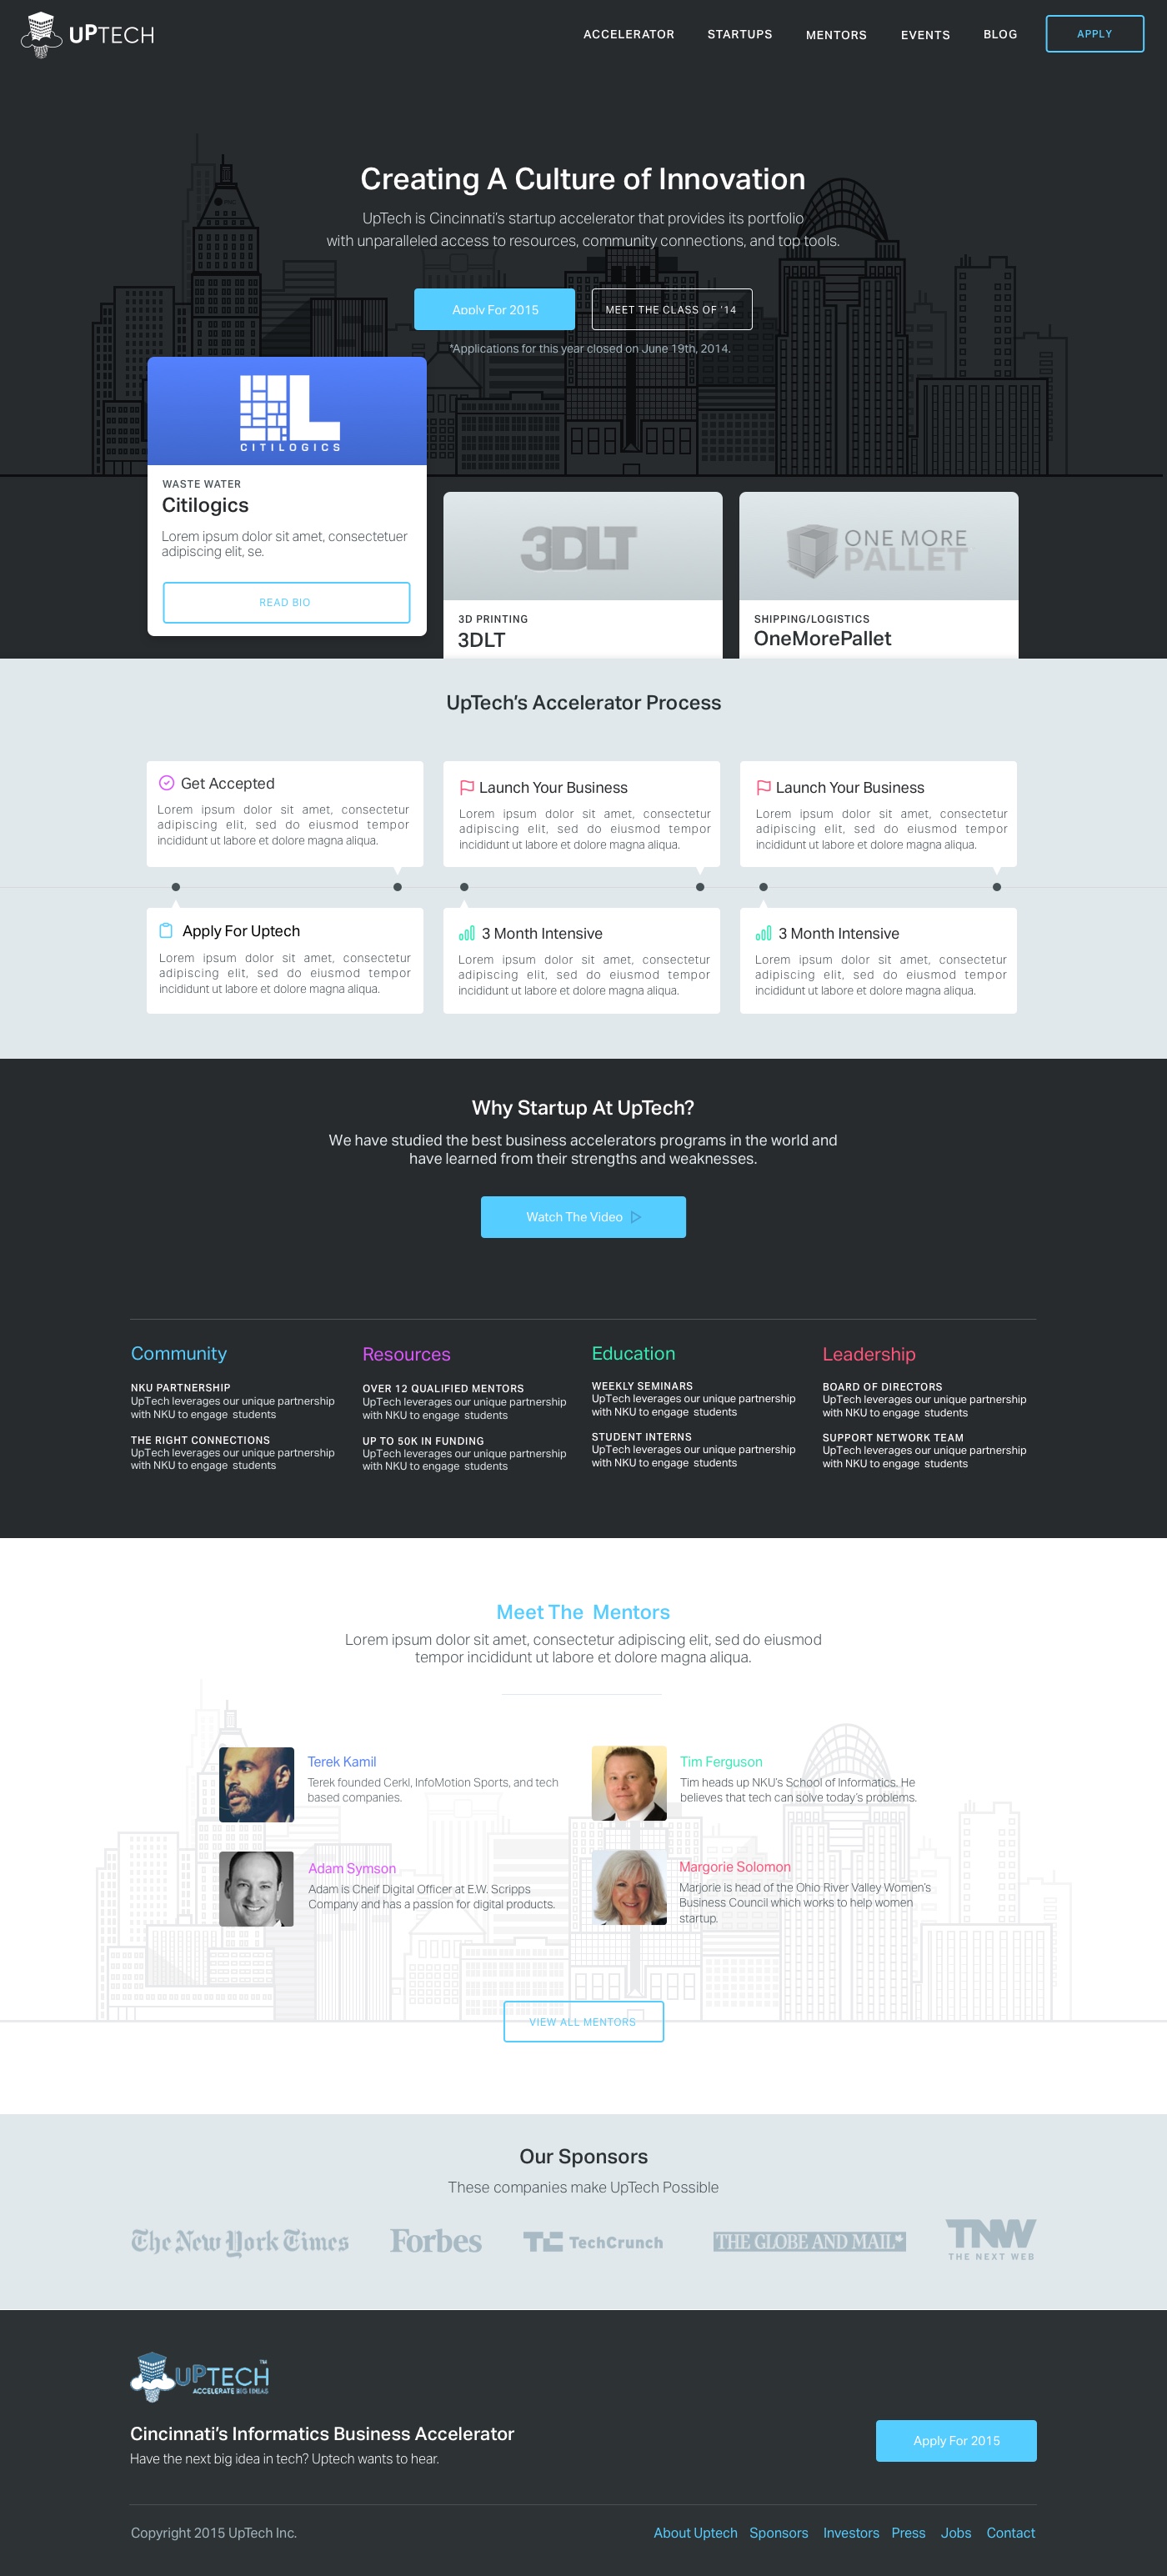 UPTECH
ACCELERATOR STARTUPS MENTORS EVENTS BLOG APPLY
Creating A Culture of Innovation
UpTech is Cincinnati's startup accelerator that provides its portfolio
with unparalleled access to resources, community connections, and top tools.
Apply For 2015
MEET THE CLASS OF '14
*Applications for this year closed on June 19th, 2014.
CITILOGICS
WASTE WATER
Citilogics
Lorem ipsum dolor sit amet, consectetuer
adipiscing elit, se.
READ BIO
3DLT
3D PRINTING
3DLT
ONE MORE
PALLET
SHIPPING/LOGISTICS
OneMorePallet
UpTech's Accelerator Process
Get Accepted
Lorem ipsum dolor sit amet, consectetur
adipiscing elit, sed do eiusmod tempor
incididunt ut labore et dolore magna aliqua.
Launch Your Business
Lorem ipsum dolor sit amet, consectetur
adipiscing elit, sed do eiusmod tempor
incididunt ut labore et dolore magna aliqua.
Launch Your Business
Lorem ipsum dolor sit amet, consectetur
adipiscing elit, sed do eiusmod tempor
incididunt ut labore et dolore magna aliqua.
Apply For Uptech
Lorem ipsum dolor sit amet, consectetur
adipiscing elit, sed do eiusmod tempor
incididunt ut labore et dolore magna aliqua.
3 Month Intensive
Lorem ipsum dolor sit amet, consectetur
adipiscing elit, sed do eiusmod tempor
incididunt ut labore et dolore magna aliqua.
3 Month Intensive
Lorem ipsum dolor sit amet, consectetur
adipiscing elit, sed do eiusmod tempor
incididunt ut labore et dolore magna aliqua.
Why Startup At UpTech?
We have studied the best business accelerators programs in the world and
have learned from their strengths and weaknesses.
Watch The Video
Community
NKU PARTNERSHIP
UpTech leverages our unique partnership
with NKU to engage students
THE RIGHT CONNECTIONS
UpTech leverages our unique partnership
with NKU to engage students
Resources
OVER 12 QUALIFIED MENTORS
UpTech leverages our unique partnership
with NKU to engage students
UP TO 50K IN FUNDING
UpTech leverages our unique partnership
with NKU to engage students
Education
WEEKLY SEMINARS
UpTech leverages our unique partnership
with NKU to engage students
STUDENT INTERNS
UpTech leverages our unique partnership
with NKU to engage students
Leadership
BOARD OF DIRECTORS
UpTech leverages our unique partnership
with NKU to engage students
SUPPORT NETWORK TEAM
UpTech leverages our unique partnership
with NKU to engage students
Meet The Mentors
Lorem ipsum dolor sit amet, consectetur adipiscing elit, sed do eiusmod
tempor incididunt ut labore et dolore magna aliqua.
Terek Kamil
Terek founded Cerkl, InfoMotion Sports, and tech
based companies.
Tim Ferguson
Tim heads up NKU's School of Informatics. He
believes that tech can solve today's problems.
Adam Symson
Adam is Cheif Digital Officer at E.W. Scripps
Company and has a passion for digital products.
Margorie Solomon
Marjorie is head of the Ohio River Valley Women's
Business Council which works to help women
startup.
VIEW ALL MENTORS
Our Sponsors
These companies make UpTech Possible
The New York Times
Forbes
TechCrunch
THE GLOBE AND MAIL
TNW
THE NEXT WEB
UPTECH™
ACCELERATE BIG IDEAS
Cincinnati's Informatics Business Accelerator
Have the next big idea in tech? Uptech wants to hear.
Apply For 2015
Copyright 2015 UpTech Inc.
About Uptech Sponsors Investors Press Jobs Contact